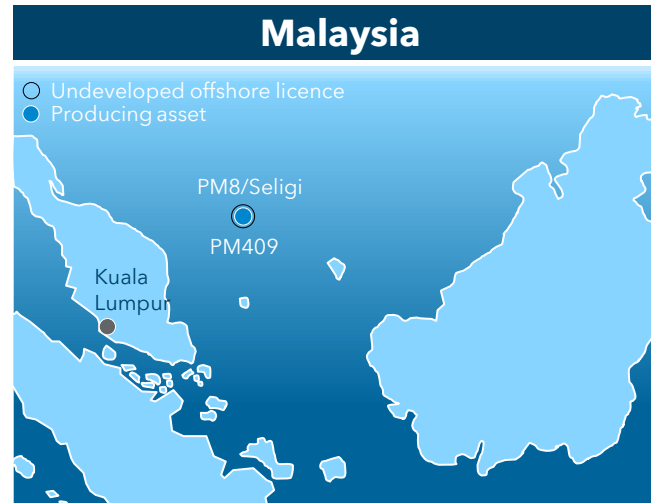 Malaysia
Undeveloped offshore licence
Producing asset
PM8/Seligi
PM409
Kuala
Lumpur